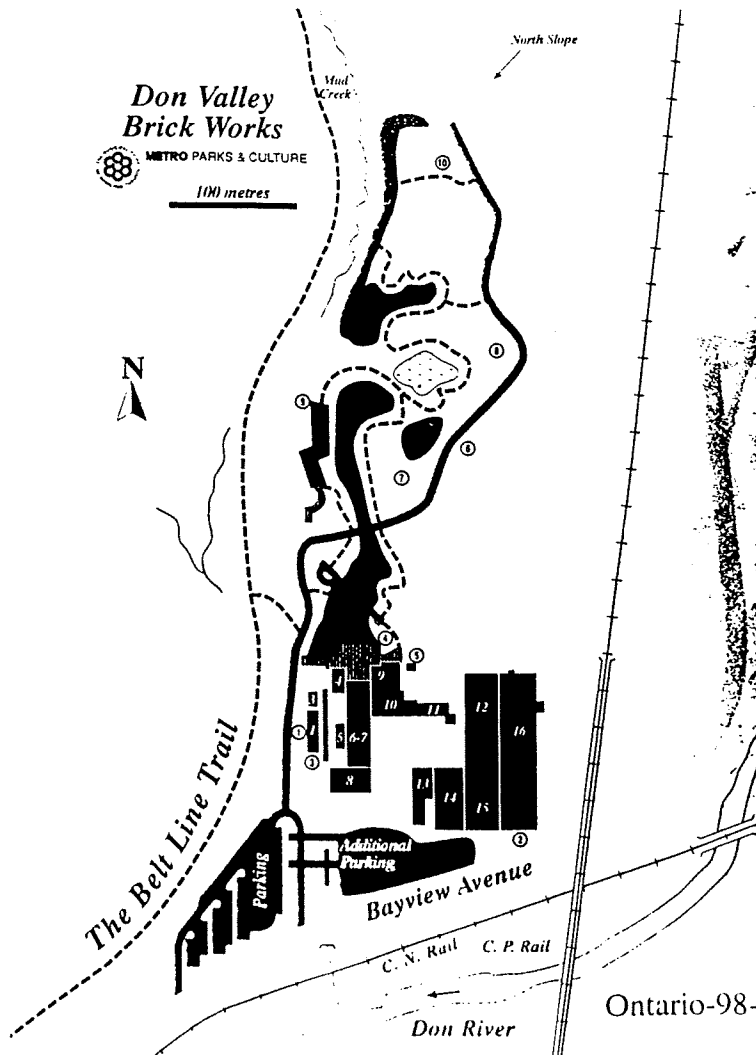 North Slope
Mud
Creek
Don Valley
Brick Works
METRO PARKS & CULTURE
100 metres
10
N
8
9
6
7
4
5
4
9
12
16
10
11
1
1
5
6-7
3
8
13
14
15
2
The Belt Line Trail
Parking
Additional
Parking
Bayview Avenue
C. N. Rail
C. P. Rail
Don River
Ontario-98-